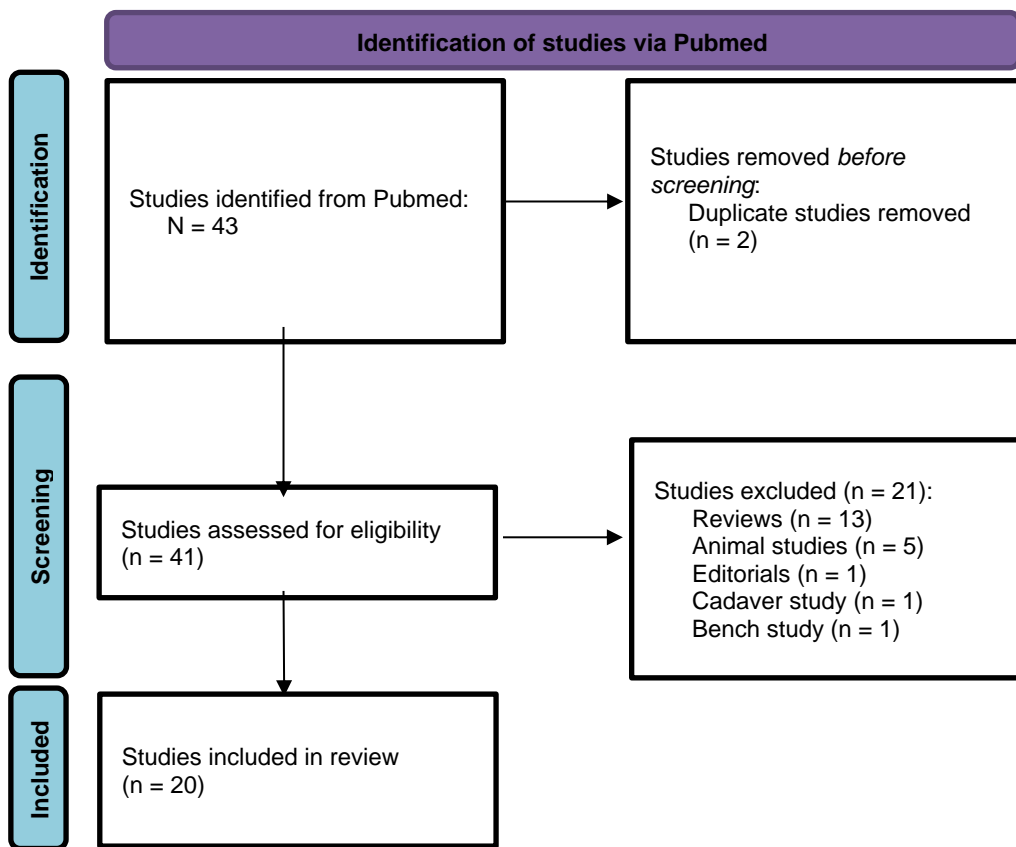 Identification of studies via Pubmed
Identification
Studies identified from Pubmed:
N = 43
Studies removed before
screening:
Duplicate studies removed
(n = 2)
Screening
Studies assessed for eligibility
(n = 41)
Studies excluded (n = 21):
Reviews (n = 13)
Animal studies (n = 5)
Editorials (n = 1)
Cadaver study (n = 1)
Bench study (n = 1)
Included
Studies included in review
(n = 20)